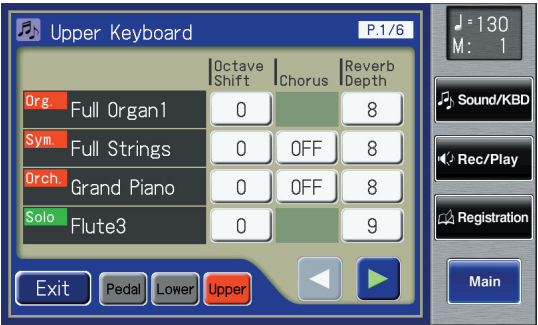 Upper Keyboard P.1/6
♩=130
M: 1
Octave Shift Chorus Reverb Depth
Org. Full Organ1 0 8
Sym. Full Strings 0 OFF 8
Orch. Grand Piano 0 OFF 8
Solo Flute3 0 9
Exit Pedal Lower Upper
Sound/KBD
Rec/Play
Registration
Main